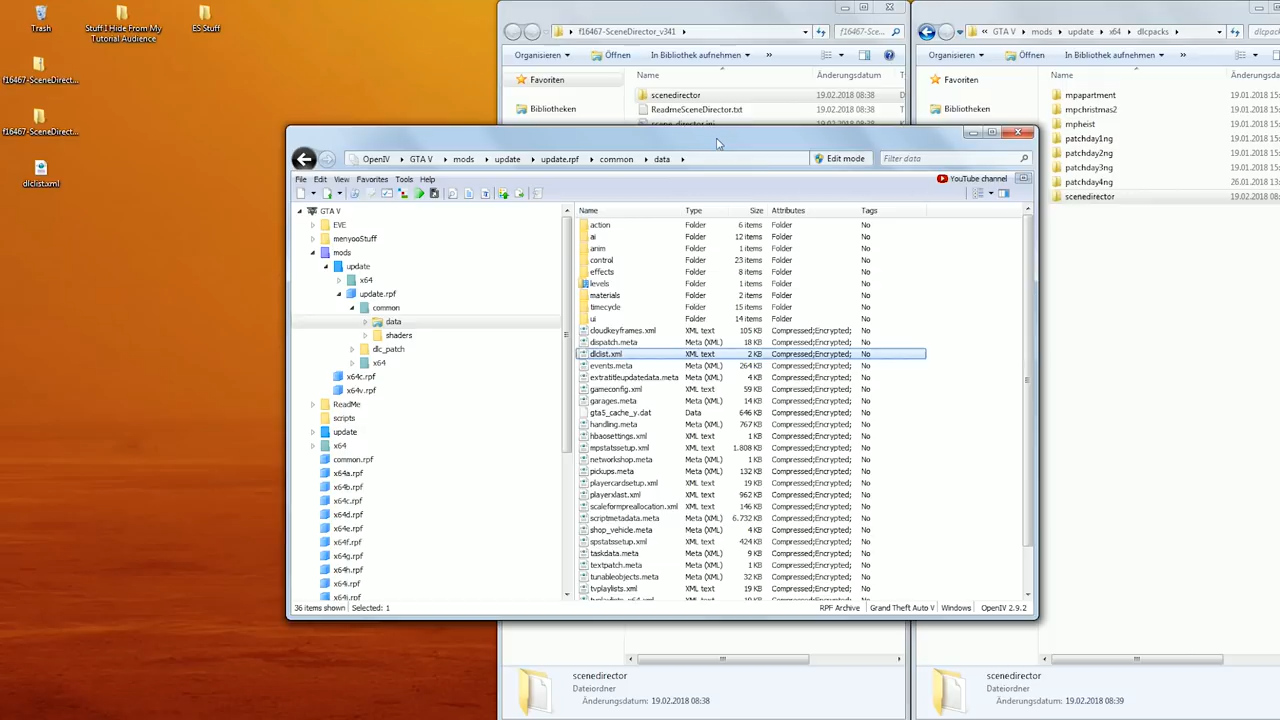 Trash
Stuff I Hide From My
Tutorial Audience
ES Stuff
f16467-SceneDirect...
f16467-SceneDirect...
dlclist.xml
f16467-SceneDirector_v341
f16467-Sce...
Organisieren
Öffnen
In Bibliothek aufnehmen
»
Favoriten
Bibliotheken
Name
Änderungsdatum
T
scenedirector
19.02.2018 08:38
D
ReadmeSceneDirector.txt
19.02.2018 08:38
T
scene_director.ini
scenedirector
Dateiordner
Änderungsdatum: 19.02.2018 08:38
GTA V
mods
update
x64
dlcpacks
dlcpac
Organisieren
Öffnen
In Bibliothek aufnehmen
»
Favoriten
Bibliotheken
Name
Änderungsdatum
mpapartment
19.01.2018 15:
mpchristmas2
19.01.2018 15:
mpheist
19.01.2018 15:
patchday1ng
19.01.2018 15:
patchday2ng
19.01.2018 15:
patchday3ng
19.01.2018 15:
patchday4ng
26.01.2018 13:
scenedirector
19.02.2018 08:
scenedirector
Dateiordner
Änderungsdatum: 19.02.2018 08:39
OpenIV
GTA V
mods
update
update.rpf
common
data
Edit mode
Filter data
File Edit View Favorites Tools Help
YouTube channel
GTA V
EVE
menyooStuff
mods
update
x64
update.rpf
common
data
shaders
dlc_patch
x64
x64c.rpf
x64v.rpf
ReadMe
scripts
update
x64
common.rpf
x64a.rpf
x64b.rpf
x64c.rpf
x64d.rpf
x64e.rpf
x64f.rpf
x64g.rpf
x64h.rpf
x64i.rpf
x64j.rpf
Name Type Size Attributes Tags
action Folder 6 items Folder No
ai Folder 12 items Folder No
anim Folder 1 items Folder No
control Folder 23 items Folder No
effects Folder 8 items Folder No
levels Folder 1 items Folder No
materials Folder 2 items Folder No
timecycle Folder 15 items Folder No
ui Folder 14 items Folder No
cloudkeyframes.xml XML text 105 KB Compressed;Encrypted; No
dispatch.meta Meta (XML) 18 KB Compressed;Encrypted; No
dlclist.xml XML text 2 KB Compressed;Encrypted; No
events.meta Meta (XML) 264 KB Compressed;Encrypted; No
extratitleupdatedata.meta Meta (XML) 4 KB Compressed;Encrypted; No
gameconfig.xml XML text 59 KB Compressed;Encrypted; No
garages.meta Meta (XML) 14 KB Compressed;Encrypted; No
gta5_cache_y.dat Data 646 KB Compressed;Encrypted; No
handling.meta Meta (XML) 767 KB Compressed;Encrypted; No
hbaosettings.xml XML text 1 KB Compressed;Encrypted; No
mpstatssetup.xml XML text 1.808 KB Compressed;Encrypted; No
networkshop.meta Meta (XML) 1 KB Compressed;Encrypted; No
pickups.meta Meta (XML) 132 KB Compressed;Encrypted; No
playercardsetup.xml XML text 19 KB Compressed;Encrypted; No
playerxlast.xml XML text 962 KB Compressed;Encrypted; No
scaleformpreallocation.xml XML text 146 KB Compressed;Encrypted; No
scriptmetadata.meta Meta (XML) 6.732 KB Compressed;Encrypted; No
shop_vehicle.meta Meta (XML) 4 KB Compressed;Encrypted; No
spstatssetup.xml XML text 424 KB Compressed;Encrypted; No
taskdata.meta Meta (XML) 9 KB Compressed;Encrypted; No
textpatch.meta Meta (XML) 1 KB Compressed;Encrypted; No
tunableobjects.meta Meta (XML) 32 KB Compressed;Encrypted; No
tvplaylists.xml XML text 19 KB Compressed;Encrypted; No
36 items shown Selected: 1
RPF Archive Grand Theft Auto V Windows OpenIV 2.9.2